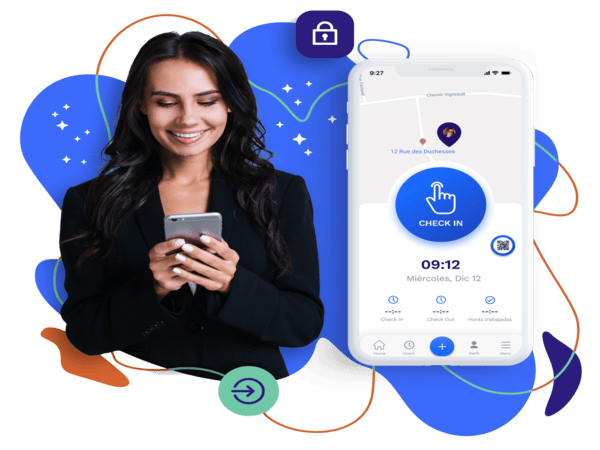 9:27
Chemin Vigneault
12 Rue des Duchesses
CHECK IN
09:12
Miércoles, Dic 12
--:-- --:-- --:--
Check in Check Out Horas trabajadas
Home Check Perfil Menu